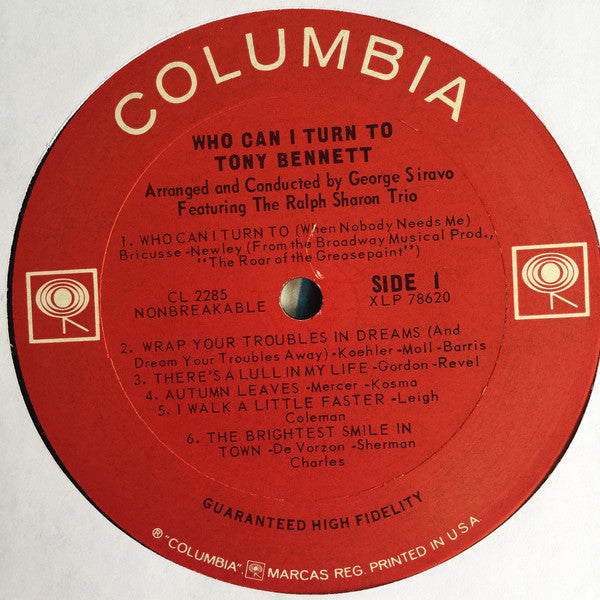 COLUMBIA
WHO CAN I TURN TO
TONY BENNETT
Arranged and Conducted by George Siravo
Featuring The Ralph Sharon Trio
1. WHO CAN I TURN TO (When Nobody Needs Me)
Bricusse-Newley (From the Broadway Musical Prod.,
"The Roar of the Greasepaint")
CL 2285
NONBREAKABLE
SIDE 1
XLP 78620
2. WRAP YOUR TROUBLES IN DREAMS (And
Dream Your Troubles Away)-Koehler-Moll-Barris
3. THERE'S A LULL IN MY LIFE-Gordon-Revel
4. AUTUMN LEAVES-Mercer-Kosma
5. I WALK A LITTLE FASTER-Leigh
Coleman
6. THE BRIGHTEST SMILE IN
TOWN-De Vorzon-Sherman
Charles
GUARANTEED HIGH FIDELITY
® "COLUMBIA", MARCAS REG. PRINTED IN U S A